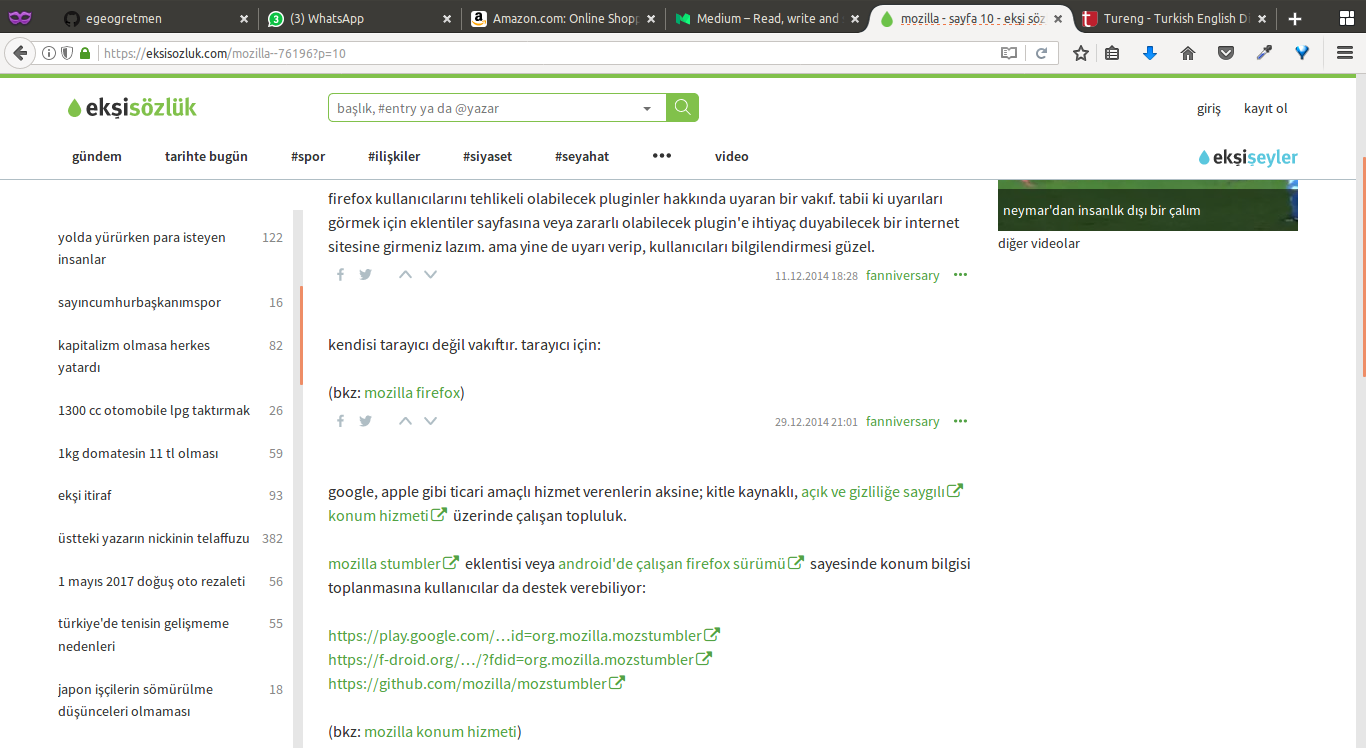 egeogretmen
(3) WhatsApp
Amazon.com: Online Shopp
Medium – Read, write and
mozilla - sayfa 10 - ekşi söz
Tureng - Turkish English Di
https://eksisozluk.com/mozilla--76196?p=10
ekşisözlük
başlık, #entry ya da @yazar
giriş
kayıt ol
gündem
tarihte bugün
#spor
#ilişkiler
#siyaset
#seyahat
•••
video
ekşişeyler
yolda yürürken para isteyen 122
insanlar
sayıncumhurbaşkanımspor 16
kapitalizm olmasa herkes 82
yatardı
1300 cc otomobile lpg taktırmak 26
1kg domatesin 11 tl olması 59
ekşi itiraf 93
üstteki yazarın nickinin telaffuzu 382
1 mayıs 2017 doğuş oto rezaleti 56
türkiye'de tenisin gelişmeme 55
nedenleri
japon işçilerin sömürülme 18
düşünceleri olmaması
firefox kullanıcılarını tehlikeli olabilecek pluginler hakkında uyaran bir vakıf. tabii ki uyarıları
görmek için eklentiler sayfasına veya zararlı olabilecek plugin'e ihtiyaç duyabilecek bir internet
sitesine girmeniz lazım. ama yine de uyarı verip, kullanıcıları bilgilendirmesi güzel.
11.12.2014 18:28 fanniversary •••
kendisi tarayıcı değil vakıftır. tarayıcı için:
(bkz: mozilla firefox)
29.12.2014 21:01 fanniversary •••
google, apple gibi ticari amaçlı hizmet verenlerin aksine; kitle kaynaklı, açık ve gizliliğe saygılı
konum hizmeti üzerinde çalışan topluluk.
mozilla stumbler eklentisi veya android'de çalışan firefox sürümü sayesinde konum bilgisi
toplanmasına kullanıcılar da destek verebiliyor:
https://play.google.com/…id=org.mozilla.mozstumbler
https://f-droid.org/…/?fdid=org.mozilla.mozstumbler
https://github.com/mozilla/mozstumbler
(bkz: mozilla konum hizmeti)
neymar'dan insanlık dışı bir çalım
diğer videolar